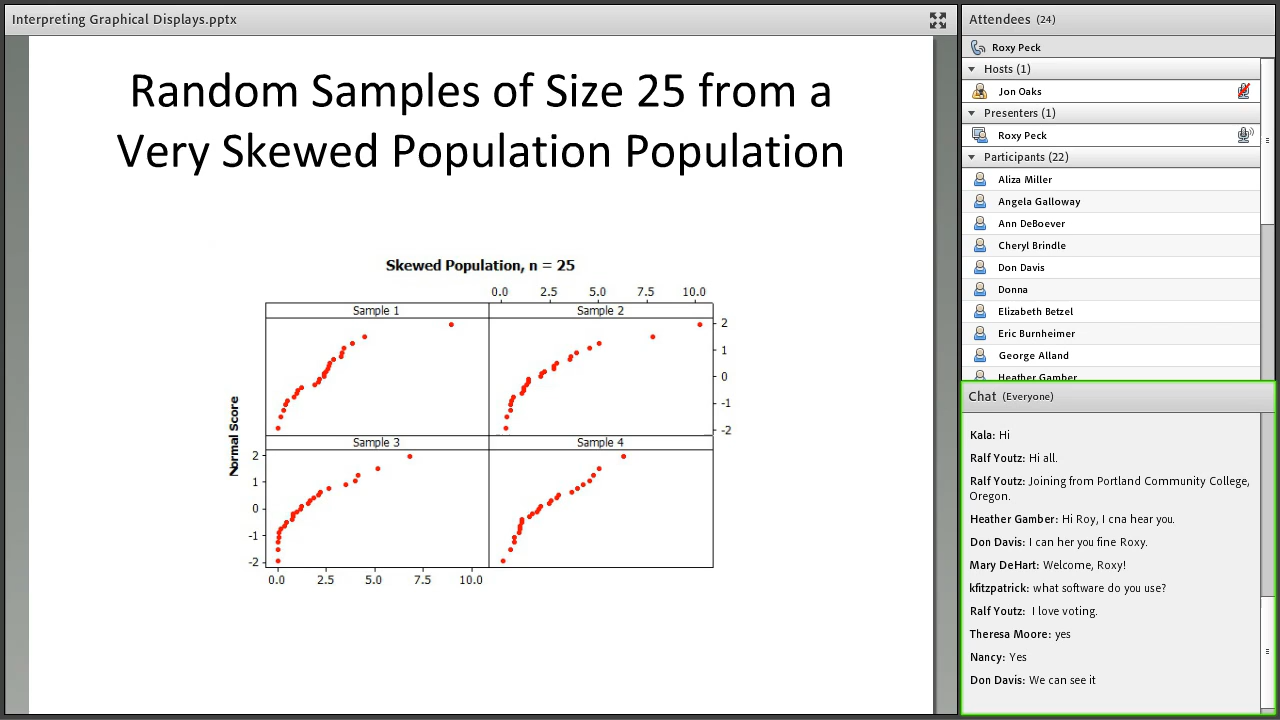 Interpreting Graphical Displays.pptx
Random Samples of Size 25 from a
Very Skewed Population Population
Skewed Population, n = 25
0.0 2.5 5.0 7.5 10.0
Sample 1 Sample 2
2
1
0
-1
-2
Normal Score
Sample 3 Sample 4
2
1
0
-1
-2
0.0 2.5 5.0 7.5 10.0
Attendees (24)
Roxy Peck
Hosts (1)
Jon Oaks
Presenters (1)
Roxy Peck
Participants (22)
Aliza Miller
Angela Galloway
Ann DeBoever
Cheryl Brindle
Don Davis
Donna
Elizabeth Betzel
Eric Burnheimer
George Alland
Heather Gamber
Chat (Everyone)
Kala: Hi
Ralf Youtz: Hi all.
Ralf Youtz: Joining from Portland Community College,
Oregon.
Heather Gamber: Hi Roy, I cna hear you.
Don Davis: I can her you fine Roxy.
Mary DeHart: Welcome, Roxy!
kfitzpatrick: what software do you use?
Ralf Youtz: I love voting.
Theresa Moore: yes
Nancy: Yes
Don Davis: We can see it